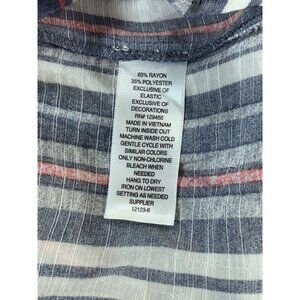 65% RAYON
35% POLYESTER
EXCLUSIVE OF
ELASTIC
EXCLUSIVE OF
DECORATIONS
RN# 129450
MADE IN VIETNAM
TURN INSIDE OUT
MACHINE WASH COLD
GENTLE CYCLE WITH
SIMILAR COLORS
ONLY NON-CHLORINE
BLEACH WHEN
NEEDED
HANG TO DRY
IRON ON LOWEST
SETTING AS NEEDED
SUPPLIER
12123-6